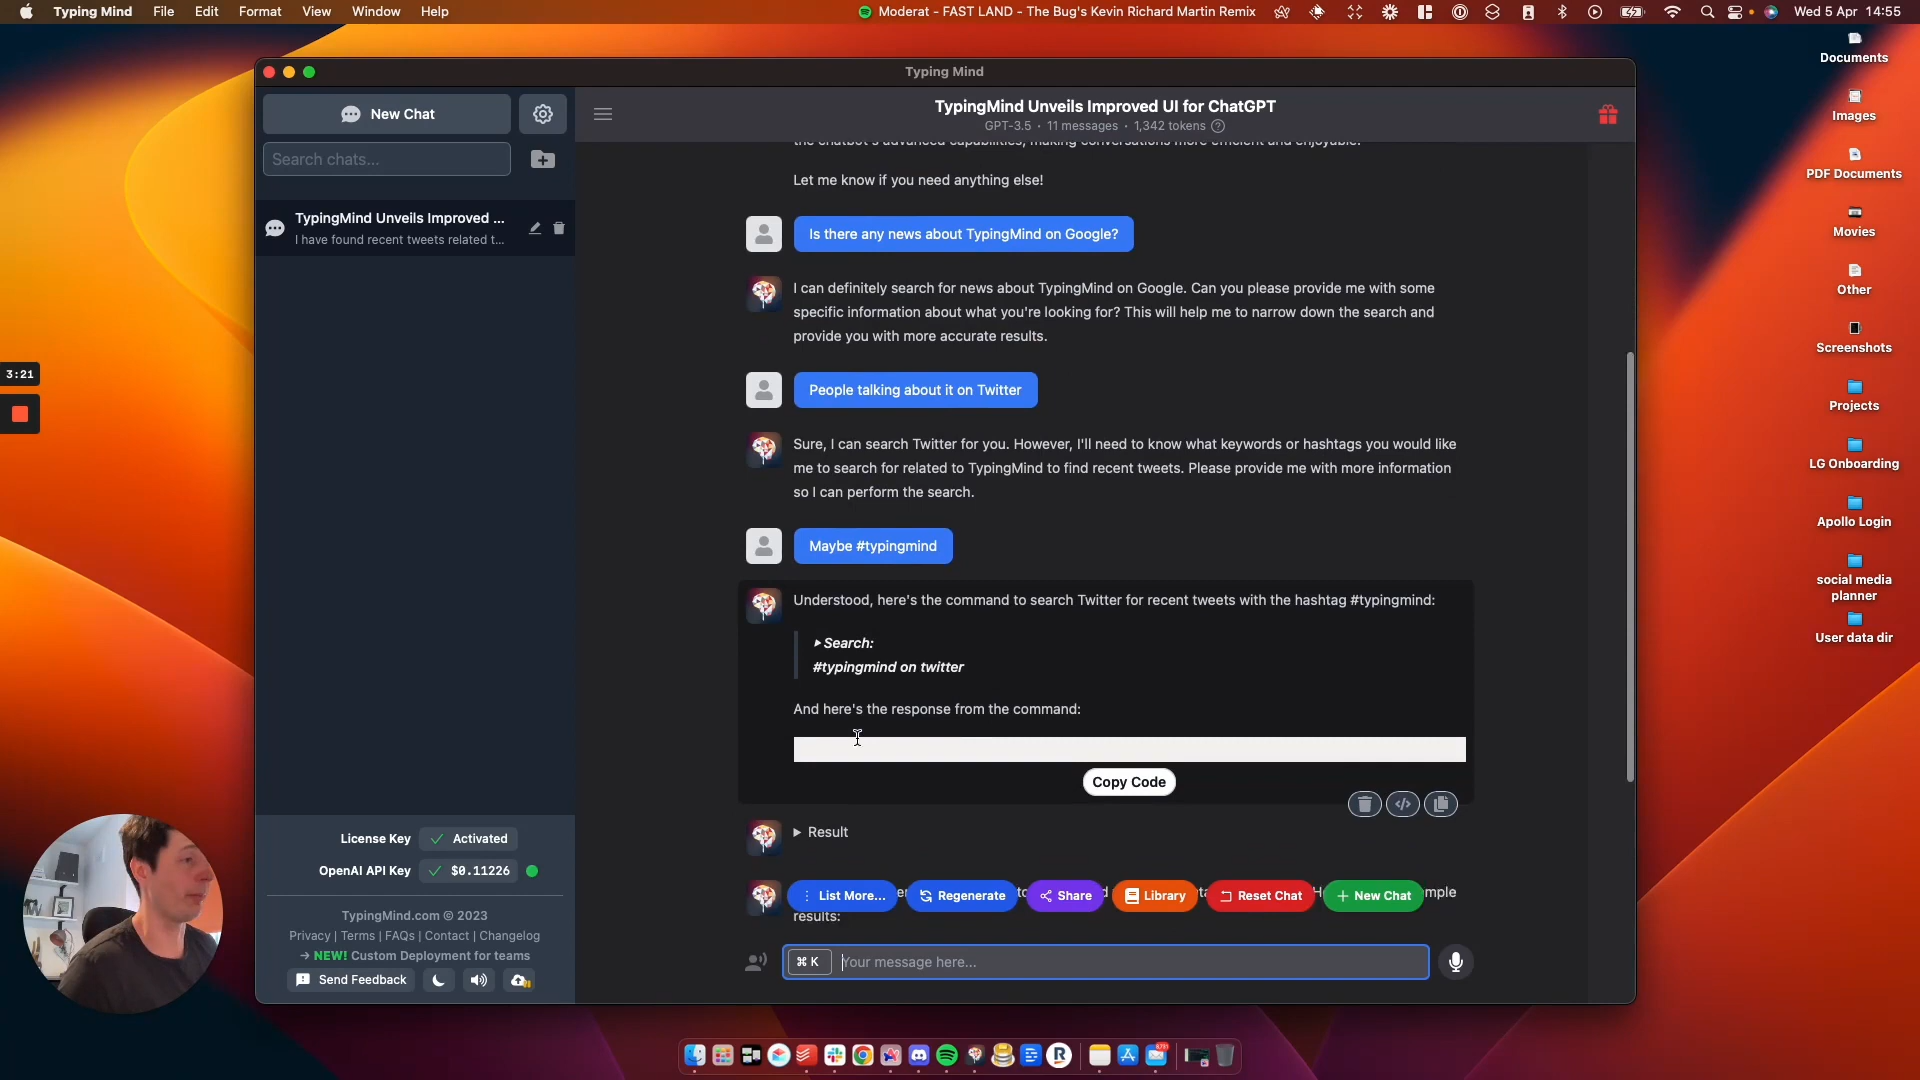 Typing Mind File Edit Format View Window Help
Moderat - FAST LAND - The Bug's Kevin Richard Martin Remix
Wed 5 Apr 14:55
Typing Mind
New Chat
Search chats...
TypingMind Unveils Improved ...
I have found recent tweets related t...
TypingMind Unveils Improved UI for ChatGPT
GPT-3.5 • 11 messages • 1,342 tokens ?
the chatbot's advanced capabilities, making conversations more efficient and enjoyable.
Let me know if you need anything else!
Is there any news about TypingMind on Google?
I can definitely search for news about TypingMind on Google. Can you please provide me with some
specific information about what you're looking for? This will help me to narrow down the search and
provide you with more accurate results.
People talking about it on Twitter
Sure, I can search Twitter for you. However, I'll need to know what keywords or hashtags you would like
me to search for related to TypingMind to find recent tweets. Please provide me with more information
so I can perform the search.
Maybe #typingmind
Understood, here's the command to search Twitter for recent tweets with the hashtag #typingmind:
Search:
#typingmind on twitter
And here's the response from the command:
Copy Code
Result
List More... Regenerate Share Library Reset Chat New Chat
results:
⌘ K Your message here...
License Key Activated
OpenAI API Key $0.11226
TypingMind.com © 2023
Privacy | Terms | FAQs | Contact | Changelog
→ NEW! Custom Deployment for teams
Send Feedback
3:21
Documents
Images
PDF Documents
Movies
Other
Screenshots
Projects
LG Onboarding
Apollo Login
social media
planner
User data dir